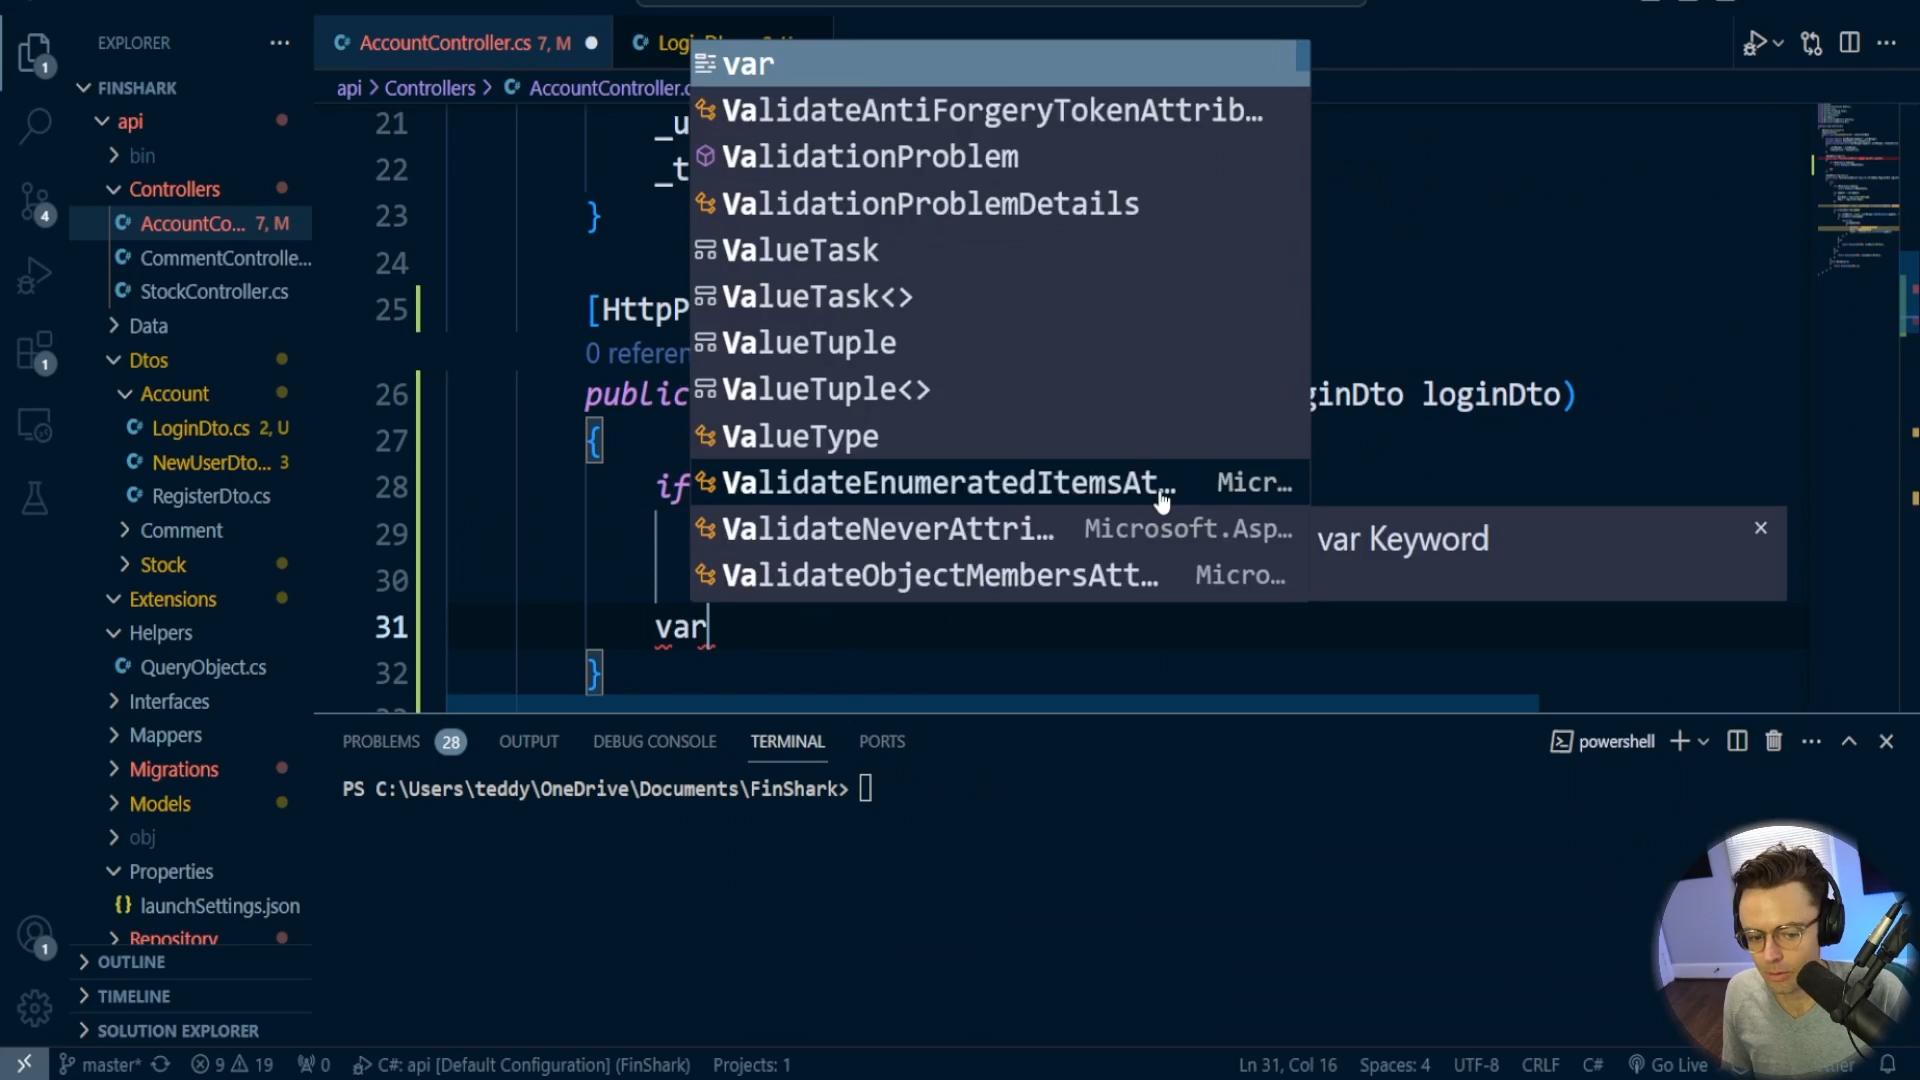 EXPLORER
FINSHARK
api
bin
Controllers
AccountCo... 7, M
CommentControlle...
StockController.cs
Data
Dtos
Account
LoginDto.cs 2, U
NewUserDto... 3
RegisterDto.cs
Comment
Stock
Extensions
Helpers
QueryObject.cs
Interfaces
Mappers
Migrations
Models
obj
Properties
launchSettings.json
Repository
OUTLINE
TIMELINE
SOLUTION EXPLORER
1
4
1
1
AccountController.cs 7, M
api > Controllers > AccountController.c
21 _u
22 _t
23 }
24
25 [HttpP
0 referen
26 public ginDto loginDto)
27 {
28 if
29
30
31 var
32 }
var
ValidateAntiForgeryTokenAttrib...
ValidationProblem
ValidationProblemDetails
ValueTask
ValueTask<>
ValueTuple
ValueTuple<>
ValueType
ValidateEnumeratedItemsAt... Micr...
ValidateNeverAttri... Microsoft.Asp...
ValidateObjectMembersAtt... Micro...
var Keyword
PROBLEMS 28 OUTPUT DEBUG CONSOLE TERMINAL PORTS
powershell
PS C:\Users\teddy\OneDrive\Documents\FinShark>
master* 9 19 0 C#: api [Default Configuration] (FinShark) Projects: 1
Ln 31, Col 16 Spaces: 4 UTF-8 CRLF C# Go Live